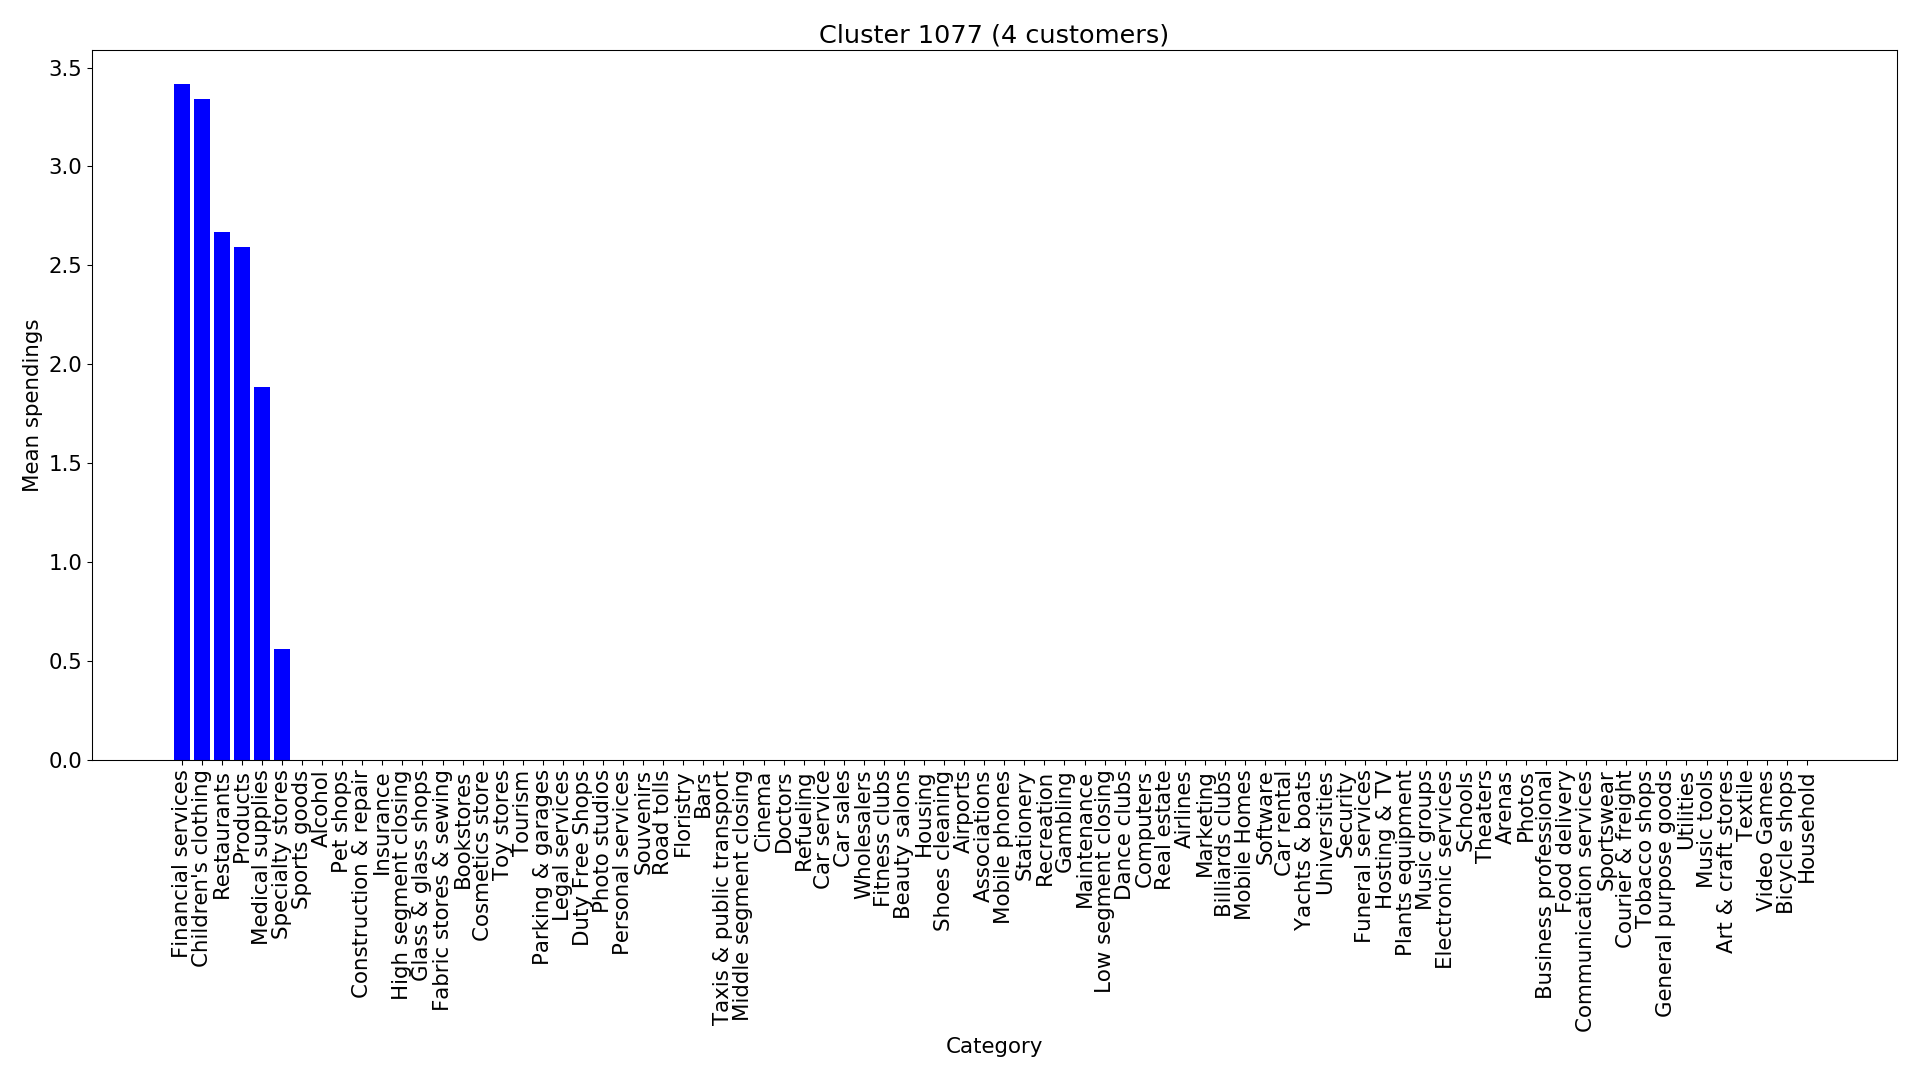 Cluster 1077 (4 customers)
3.5
3.0
2.5
2.0
1.5
1.0
0.5
0.0
Mean spendings
Financial services
Children's clothing
Restaurants
Products
Medical supplies
Specialty stores
Sports goods
Alcohol
Pet shops
Construction & repair
Insurance
High segment closing
Glass & glass shops
Fabric stores & sewing
Bookstores
Cosmetics store
Toy stores
Tourism
Parking & garages
Legal services
Duty Free Shops
Photo studios
Personal services
Souvenirs
Road tolls
Floristry
Bars
Taxis & public transport
Middle segment closing
Cinema
Doctors
Refueling
Car service
Car sales
Wholesalers
Fitness clubs
Beauty salons
Housing
Shoes cleaning
Airports
Associations
Mobile phones
Stationery
Recreation
Gambling
Maintenance
Low segment closing
Dance clubs
Computers
Real estate
Airlines
Marketing
Billiards clubs
Mobile Homes
Software
Car rental
Yachts & boats
Universities
Security
Funeral services
Hosting & TV
Plants equipment
Music groups
Electronic services
Schools
Theaters
Arenas
Photos
Business professional
Food delivery
Communication services
Sportswear
Courier & freight
Tobacco shops
General purpose goods
Utilities
Music tools
Art & craft stores
Textile
Video Games
Bicycle shops
Household
Category